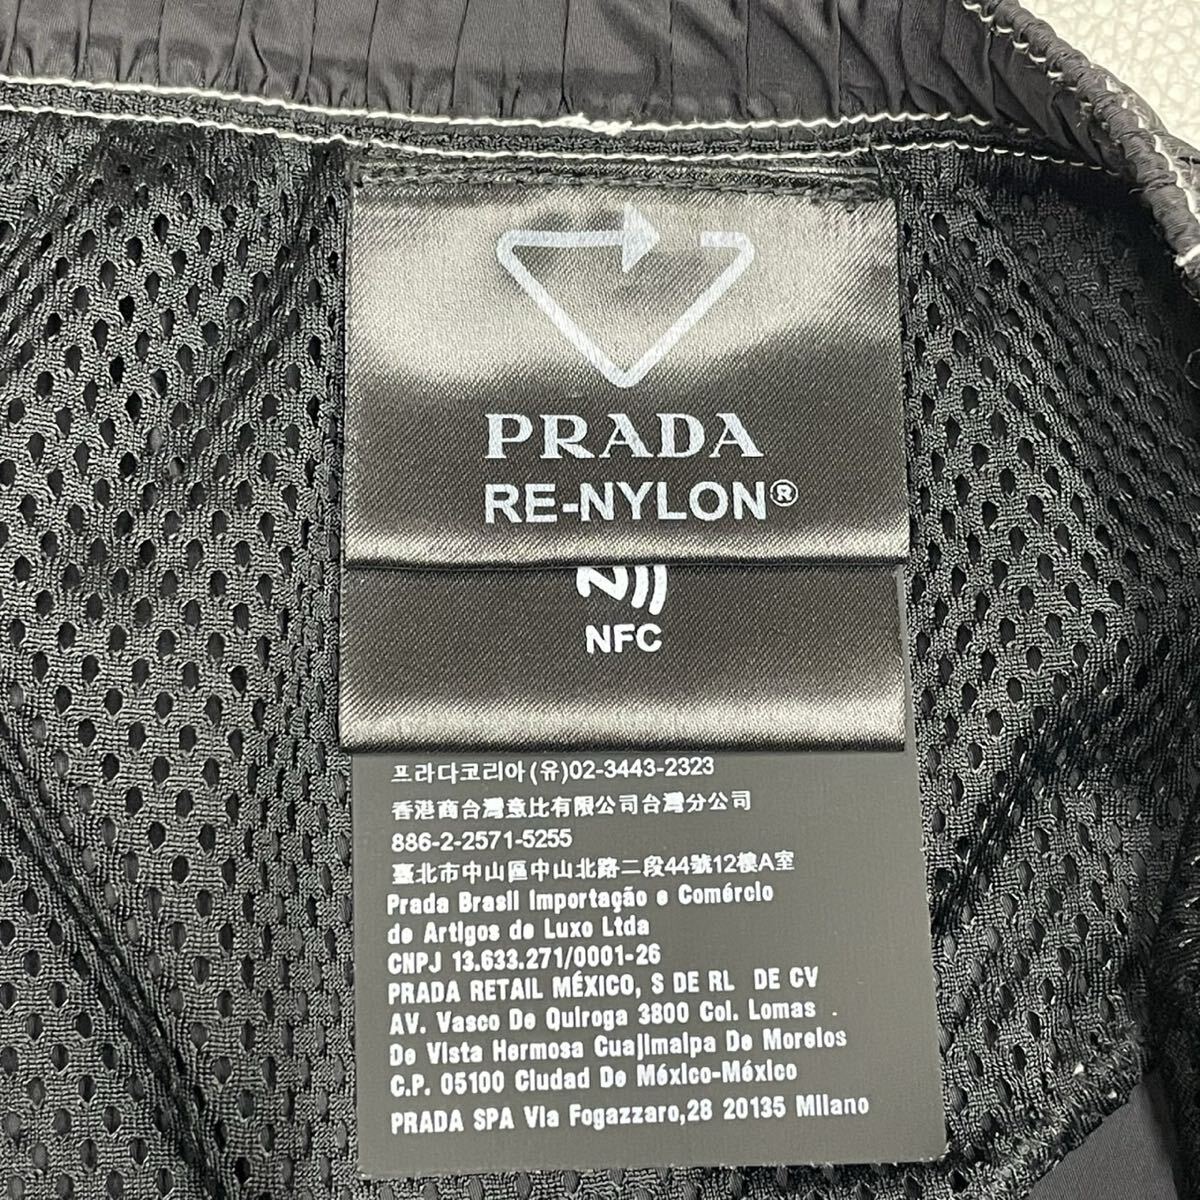 PRADA
RE-NYLON®
NFC
프라다코리아(유)02-3443-2323
香港商台灣意比有限公司台灣分公司
886-2-2571-5255
臺北市中山區中山北路二段44號12樓A室
Prada Brasil Importação e Comércio
de Artigos de Luxo Ltda
CNPJ 13.633.271/0001-26
PRADA RETAIL MÉXICO, S DE RL DE CV
AV. Vasco De Quiroga 3800 Col. Lomas
De Vista Hermosa Cuajimalpa De Morelos
C.P. 05100 Ciudad De México-México
PRADA SPA Via Fogazzaro,28 20135 Milano